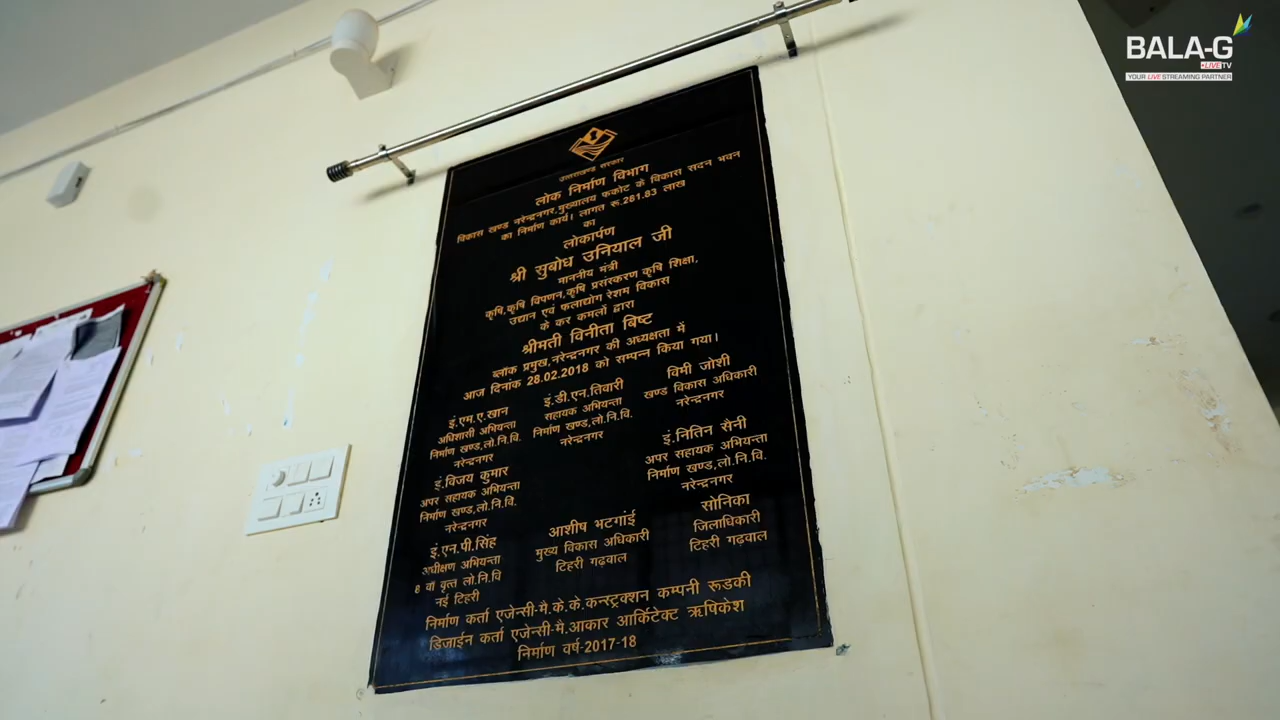 BALA-G
LIVE TV
YOUR LIVE STREAMING PARTNER
उत्तराखण्ड सरकार
लोक निर्माण विभाग
विकास खण्ड नरेन्द्रनगर,मुख्यालय फकोट के विकास सदन भवन
का निर्माण कार्य। लागत रू.281.83 लाख
का
लोकार्पण
श्री सुबोध उनियाल जी
माननीय मंत्री
कृषि,कृषि विपणन,कृषि प्रसंस्करण कृषि शिक्षा,
उद्यान एवं फलाद्योग रेशम विकास
के कर कमलों द्वारा
श्रीमती विनीता बिष्ट
ब्लाक प्रमुख,नरेन्द्रनगर की अध्यक्षता में
आज दिनांक 28.02.2018 को सम्पन्न किया गया।
इं.एम.ए.खान
अधिशासी अभियन्ता
निर्माण खण्ड,लो.नि.वि.
नरेन्द्रनगर
इं.डी.एन.तिवारी
सहायक अभियन्ता
निर्माण खण्ड,लो.नि.वि.
नरेन्द्रनगर
विमी जोशी
खण्ड विकास अधिकारी
नरेन्द्रनगर
इं.विजय कुमार
अपर सहायक अभियन्ता
निर्माण खण्ड,लो.नि.वि.
नरेन्द्रनगर
इं.नितिन सैनी
अपर सहायक अभियन्ता
निर्माण खण्ड,लो.नि.वि.
नरेन्द्रनगर
इं.एन.पी.सिंह
अधीक्षण अभियन्ता
8 वां वृत्त लो.नि.वि
नई टिहरी
आशीष भटगांई
मुख्य विकास अधिकारी
टिहरी गढ़वाल
सोनिका
जिलाधिकारी
टिहरी गढ़वाल
निर्माण कर्ता एजेन्सी-मै.के.के.कन्स्ट्रक्शन कम्पनी रूडकी
डिजाईन कर्ता एजेन्सी-मै.आकार आर्किटेक्ट ऋषिकेश
निर्माण वर्ष-2017-18